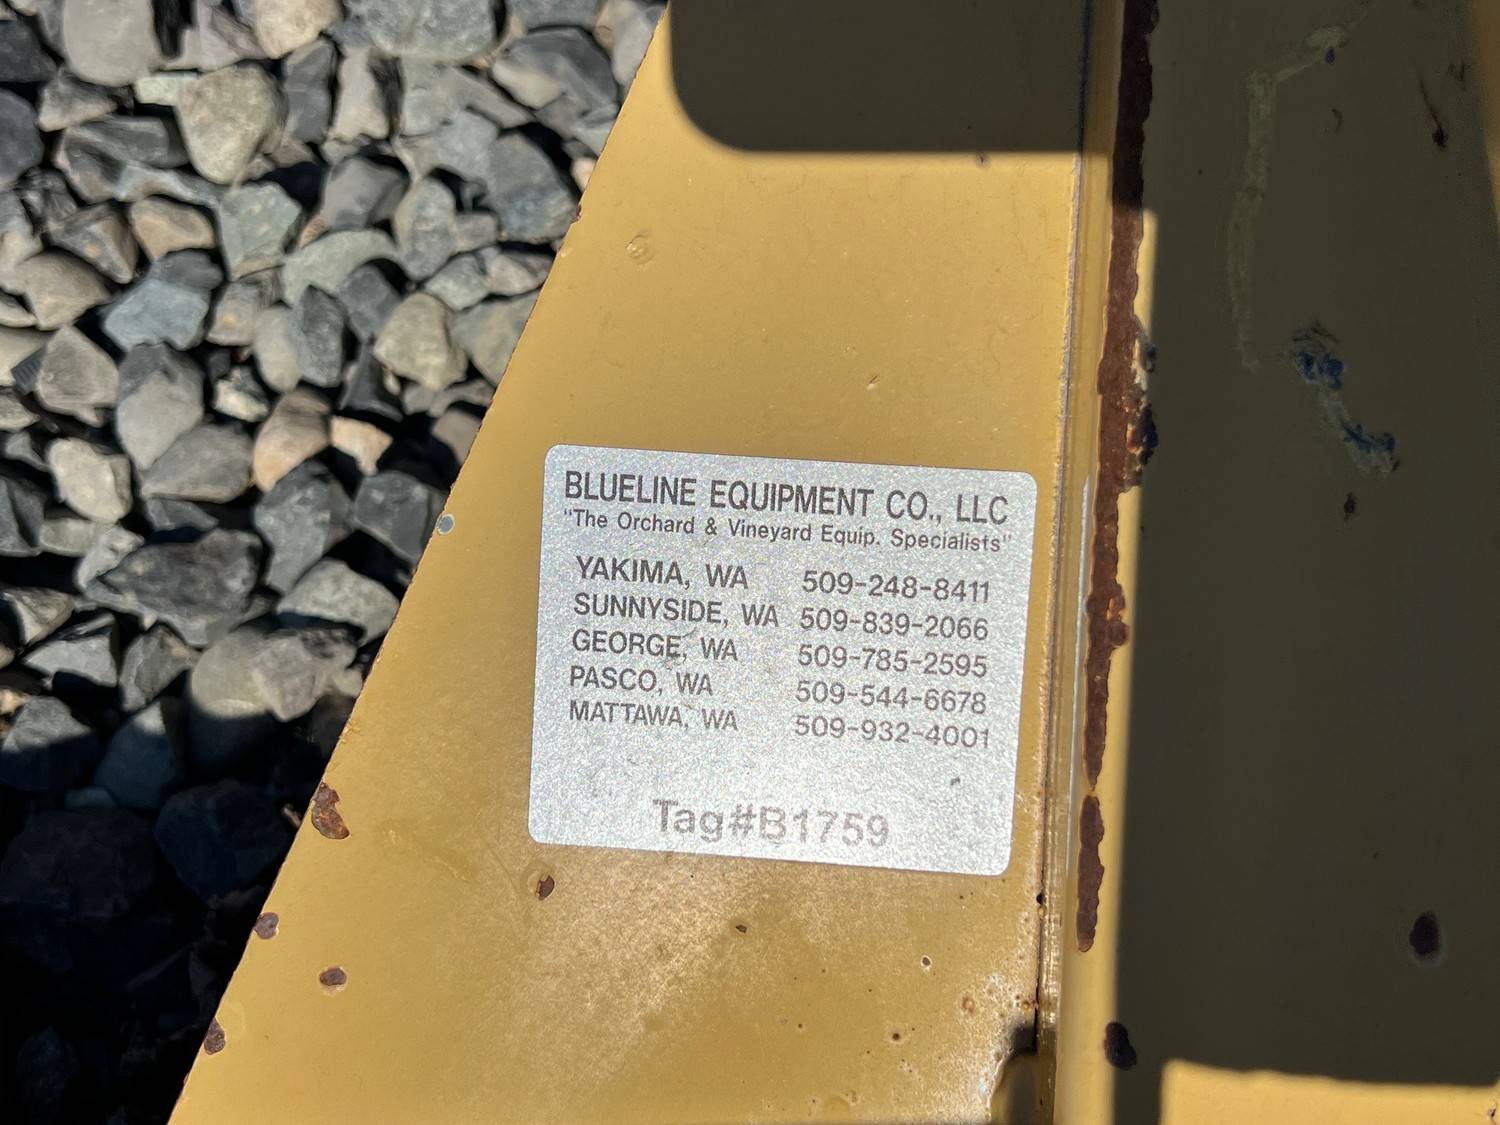 BLUELINE EQUIPMENT CO., LLC
"The Orchard & Vineyard Equip. Specialists"
YAKIMA, WA 509-248-8411
SUNNYSIDE, WA 509-839-2066
GEORGE, WA 509-785-2595
PASCO, WA 509-544-6678
MATTAWA, WA 509-932-4001
Tag#B1759